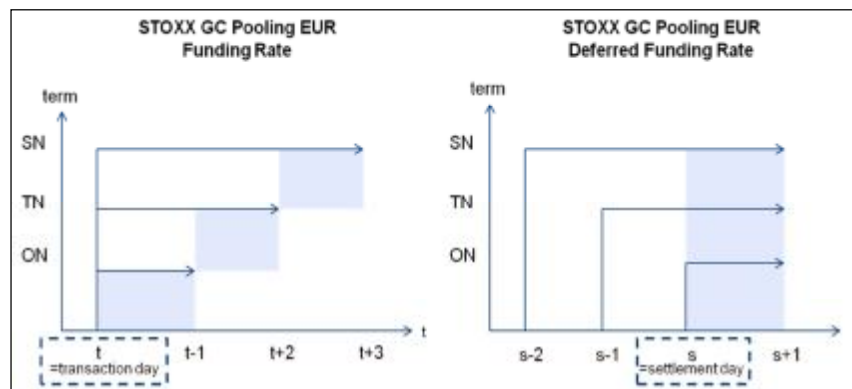 STOXX GC Pooling EUR
Funding Rate
term
SN
TN
ON
t
t
t-1
t+2
t+3
=transaction day
STOXX GC Pooling EUR
Deferred Funding Rate
term
SN
TN
ON
s-2
s-1
s
s+1
=settlement day